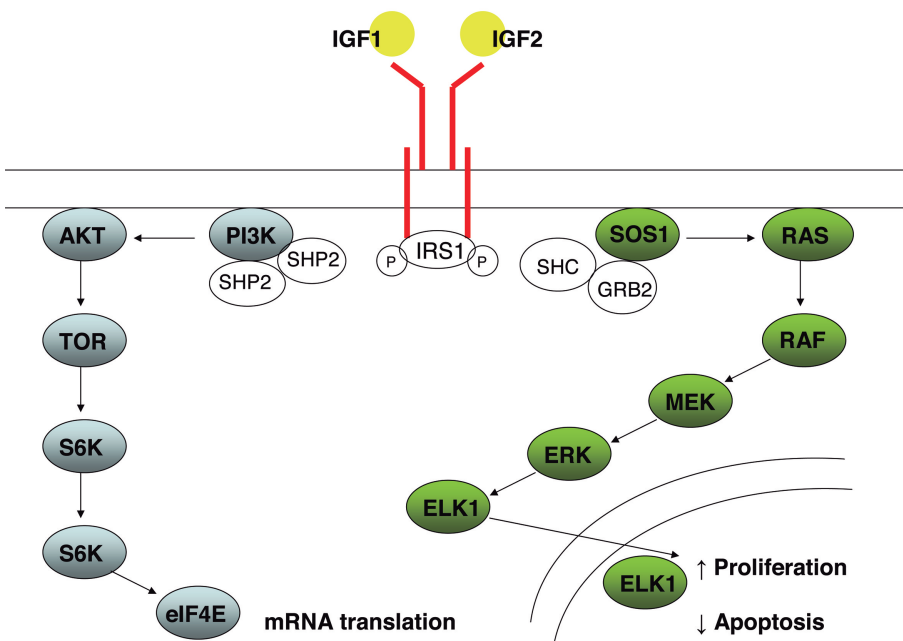 IGF1
IGF2
AKT
PI3K
SHP2
SHP2
P
IRS1
P
SHC
GRB2
SOS1
RAS
TOR
RAF
S6K
MEK
ERK
S6K
ELK1
eIF4E
mRNA translation
ELK1
↑ Proliferation
↓ Apoptosis